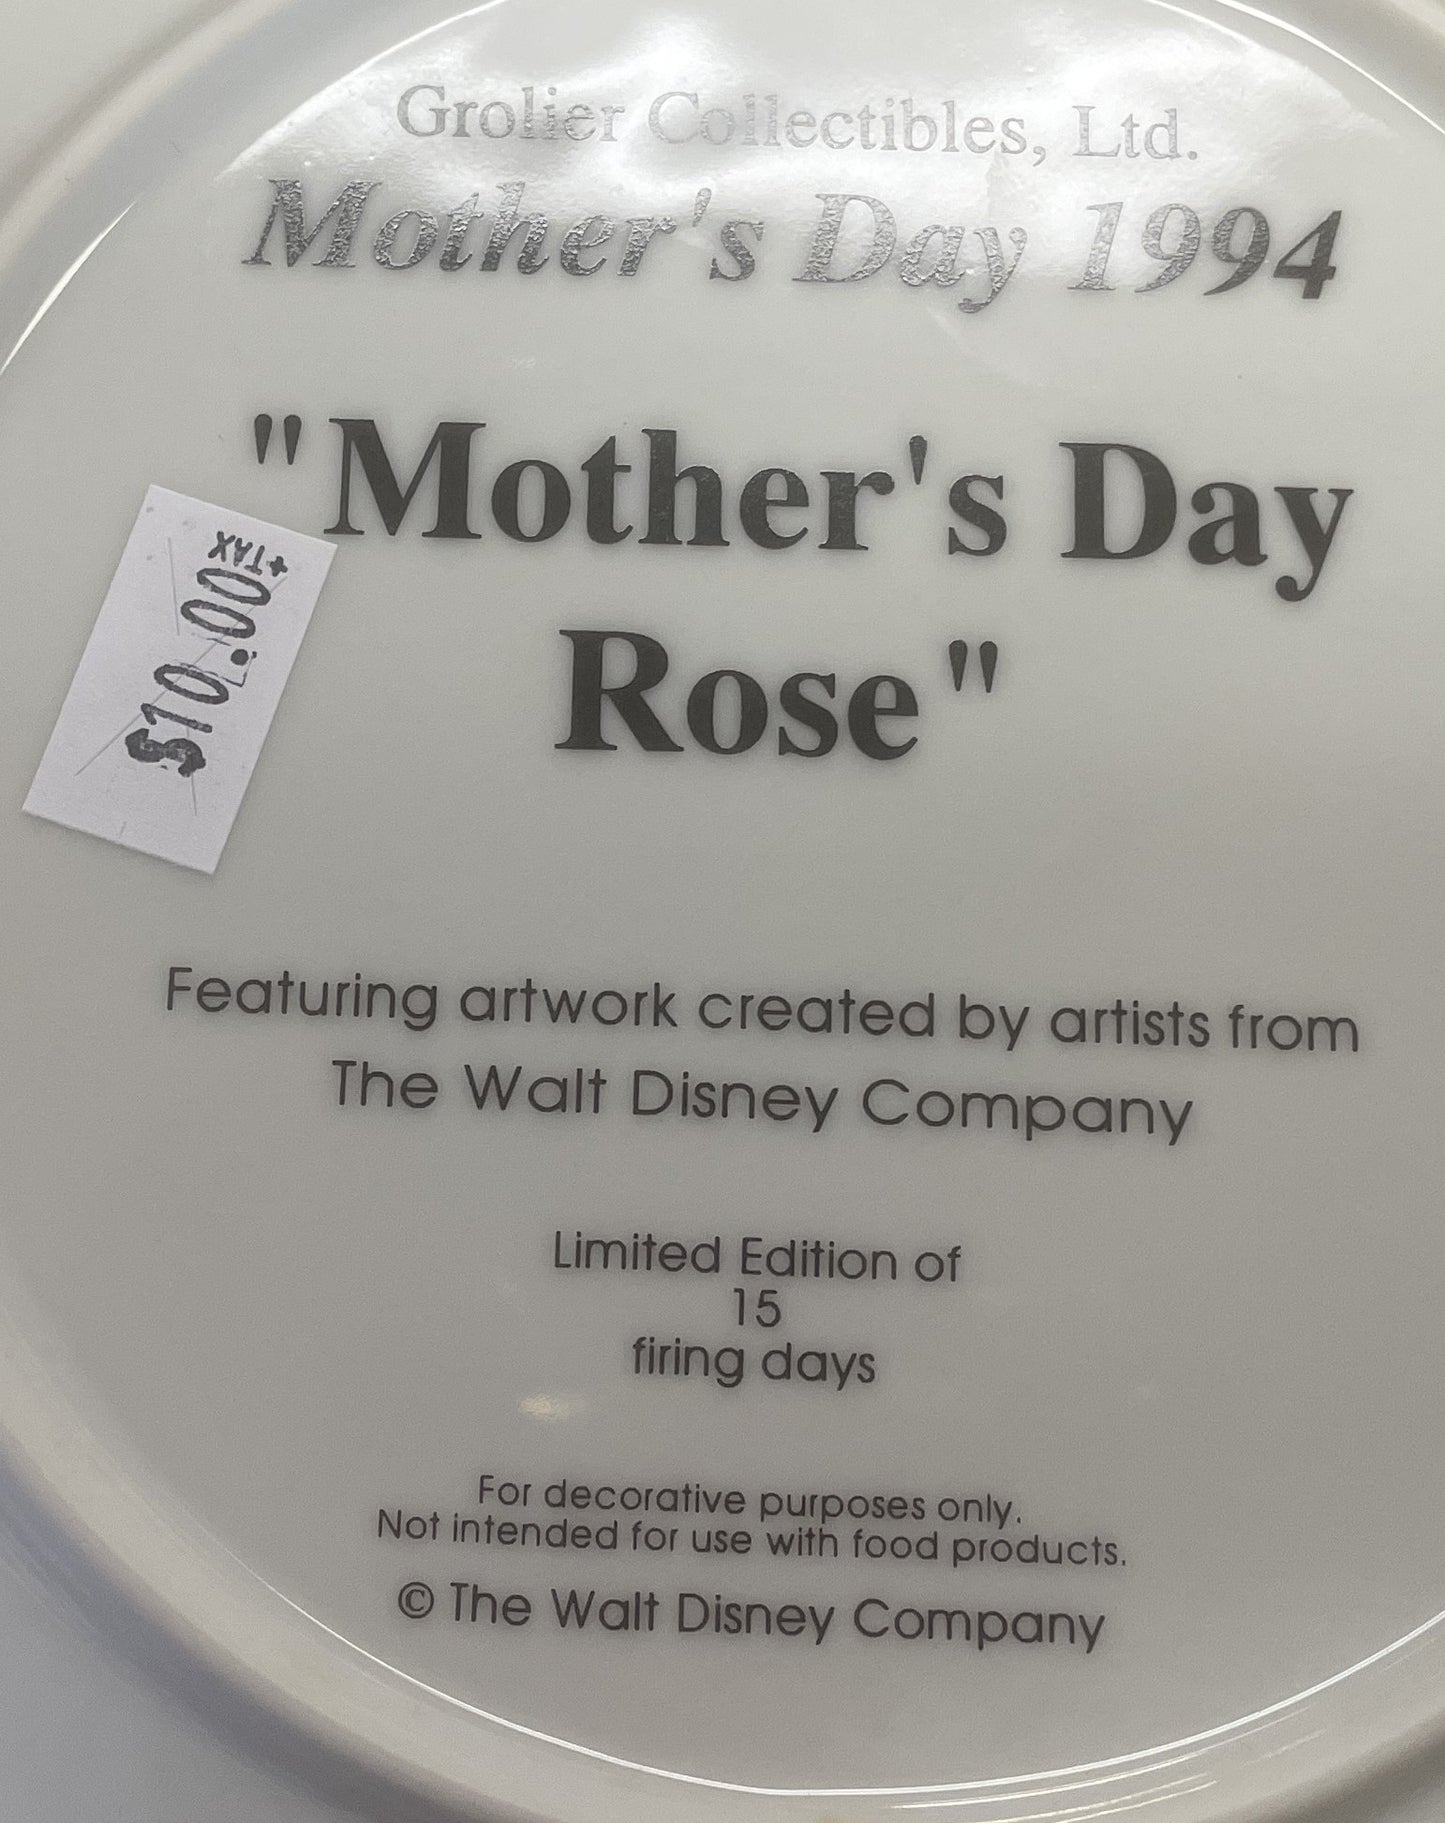 Grolier Collectibles, Ltd.
Mother's Day 1994
"Mother's Day
Rose"
$10.00
+TAX
Featuring artwork created by artists from
The Walt Disney Company
Limited Edition of
15
firing days
For decorative purposes only.
Not intended for use with food products.
© The Walt Disney Company